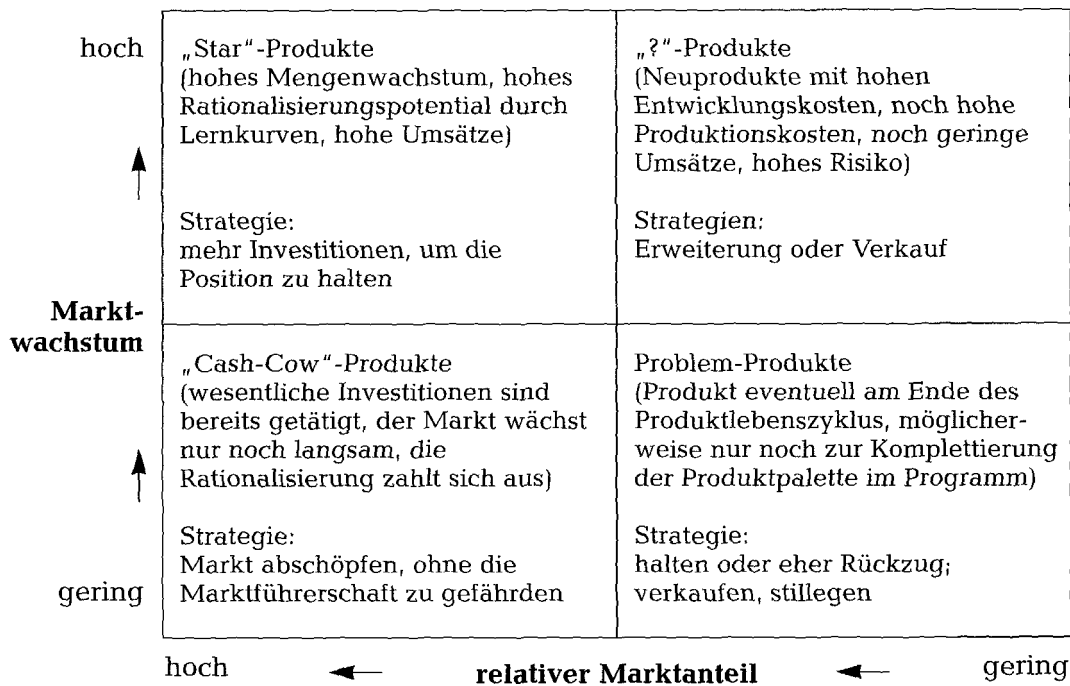 hoch
„Star"-Produkte
(hohes Mengenwachstum, hohes
Rationalisierungspotential durch
Lernkurven, hohe Umsätze)
Strategie:
mehr Investitionen, um die
Position zu halten
„?"-Produkte
(Neuprodukte mit hohen
Entwicklungskosten, noch hohe
Produktionskosten, noch geringe
Umsätze, hohes Risiko)
Strategien:
Erweiterung oder Verkauf
Markt-
wachstum
„Cash-Cow"-Produkte
(wesentliche Investitionen sind
bereits getätigt, der Markt wächst
nur noch langsam, die
Rationalisierung zahlt sich aus)
Strategie:
Markt abschöpfen, ohne die
Marktführerschaft zu gefährden
Problem-Produkte
(Produkt eventuell am Ende des
Produktlebenszyklus, möglicher-
weise nur noch zur Komplettierung
der Produktpalette im Programm)
Strategie:
halten oder eher Rückzug;
verkaufen, stillegen
gering
hoch
relativer Marktanteil
gering